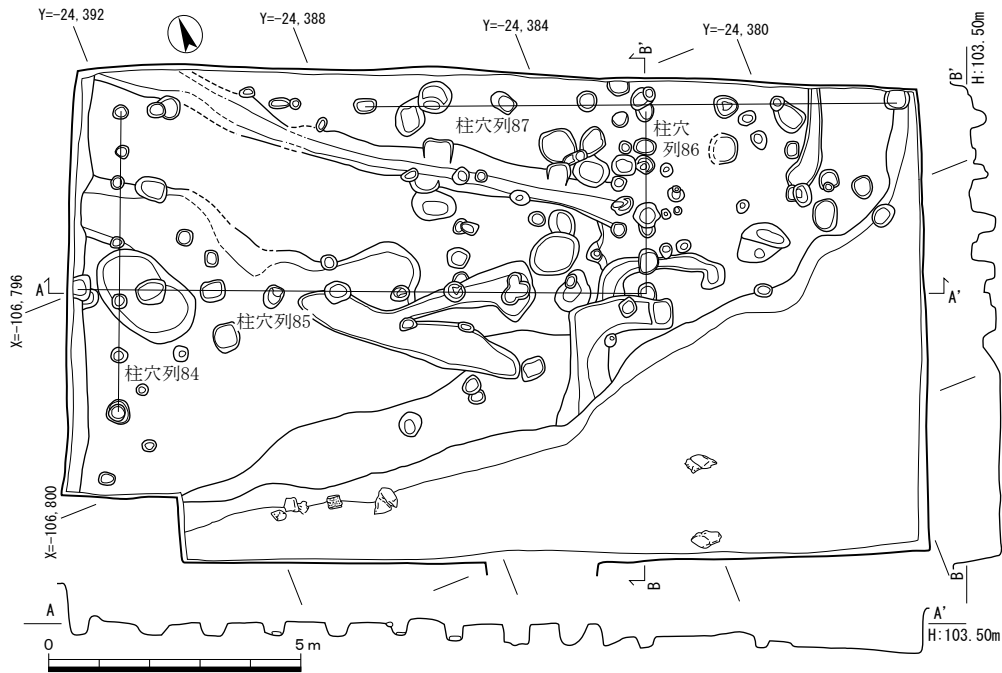 Y=-24,392
Y=-24,388
Y=-24,384
Y=-24,380
B'
B'
H:103.50m
柱穴列87
柱穴
列86
A
A'
X=-106,796
柱穴列85
柱穴列84
X=-106,800
B
B
A
A'
H:103.50m
0
5m